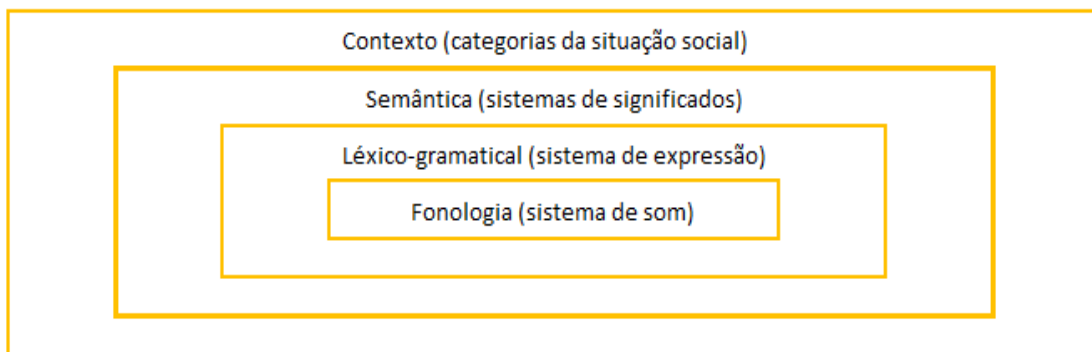 Contexto (categorias da situação social)
Semântica (sistemas de significados)
Léxico-gramatical (sistema de expressão)
Fonologia (sistema de som)